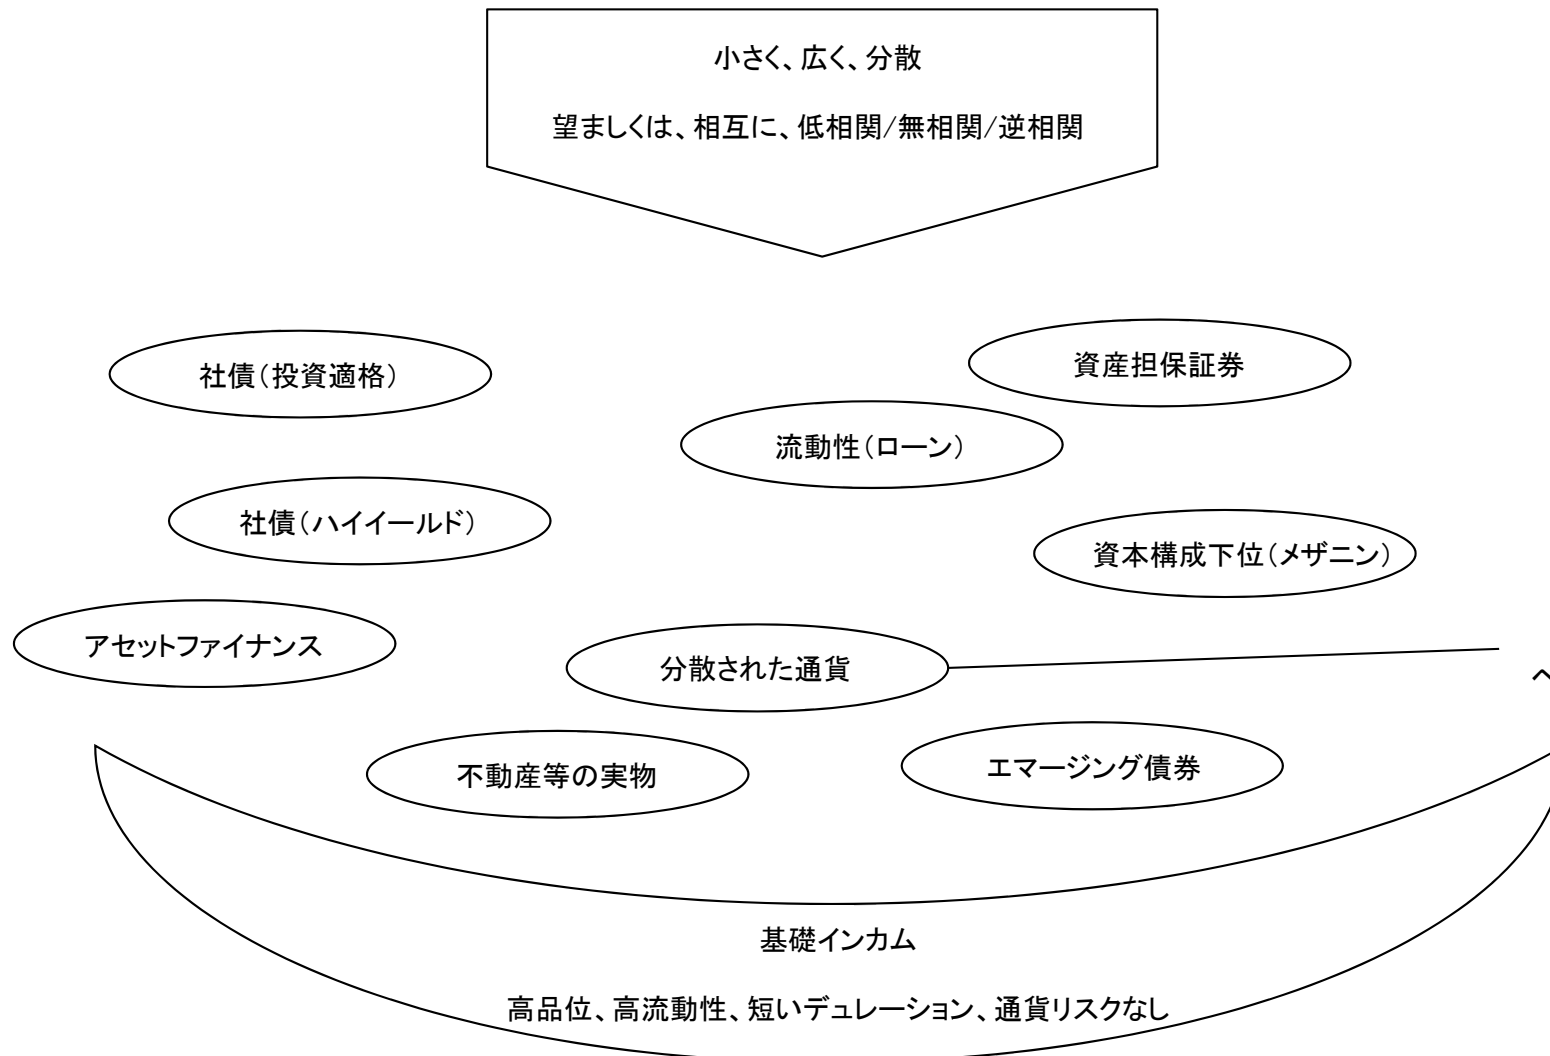 小さく、広く、分散
望ましくは、相互に、低相関/無相関/逆相関
社債(投資適格)
資産担保証券
流動性(ローン)
社債(ハイイールド)
資本構成下位(メザニン)
アセットファイナンス
分散された通貨
不動産等の実物
エマージング債券
基礎インカム
高品位、高流動性、短いデュレーション、通貨リスクなし